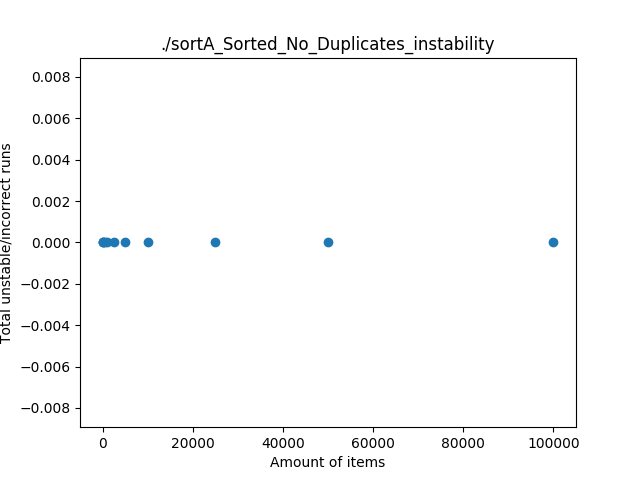 ./sortA_Sorted_No_Duplicates_instability
Total unstable/incorrect runs
0.008
0.006
0.004
0.002
0.000
−0.002
−0.004
−0.006
−0.008
0 20000 40000 60000 80000 100000
Amount of items